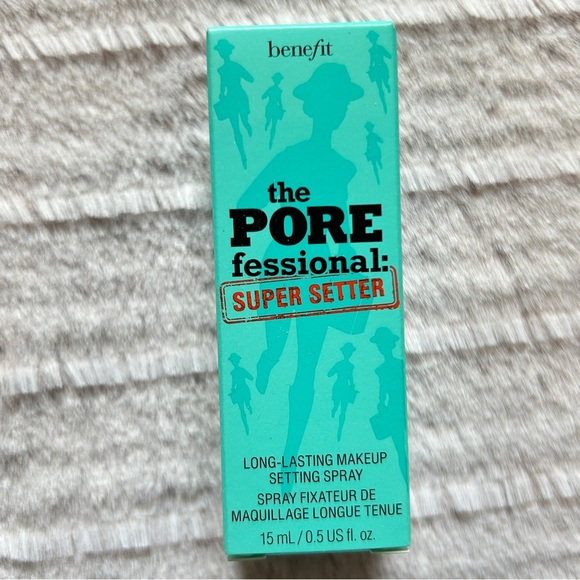 benefit
the
PORE
fessional:
SUPER SETTER
LONG-LASTING MAKEUP
SETTING SPRAY
SPRAY FIXATEUR DE
MAQUILLAGE LONGUE TENUE
15 mL / 0.5 US fl. oz.